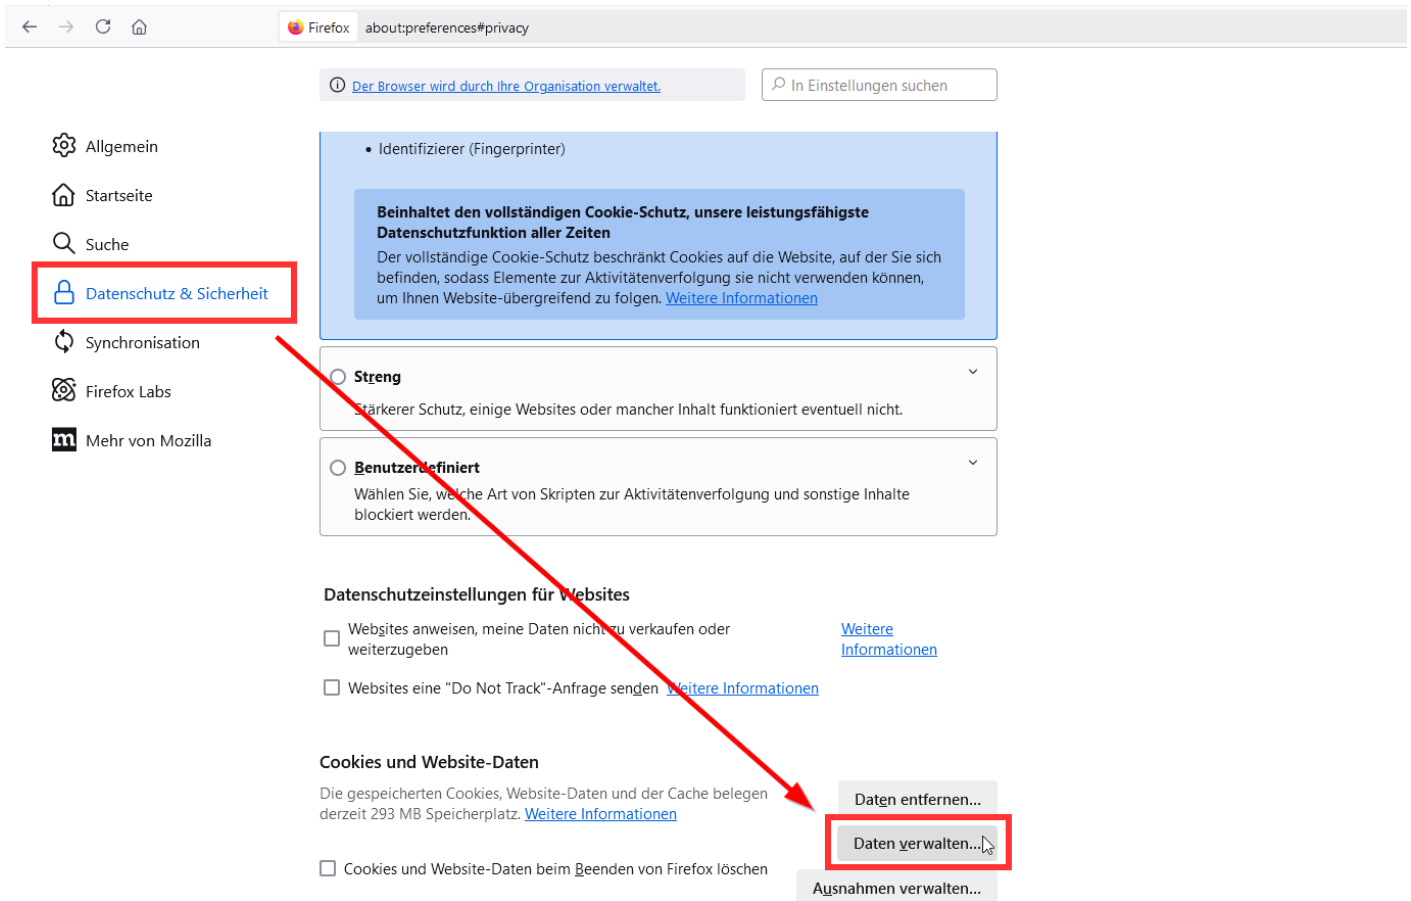 Firefox about:preferences#privacy
Der Browser wird durch Ihre Organisation verwaltet.
In Einstellungen suchen
Allgemein
Startseite
Suche
Datenschutz & Sicherheit
Synchronisation
Firefox Labs
Mehr von Mozilla
• Identifizierer (Fingerprinter)
Beinhaltet den vollständigen Cookie-Schutz, unsere leistungsfähigste
Datenschutzfunktion aller Zeiten
Der vollständige Cookie-Schutz beschränkt Cookies auf die Website, auf der Sie sich
befinden, sodass Elemente zur Aktivitätenverfolgung sie nicht verwenden können,
um Ihnen Website-übergreifend zu folgen. Weitere Informationen
Streng
Stärkerer Schutz, einige Websites oder mancher Inhalt funktioniert eventuell nicht.
Benutzerdefiniert
Wählen Sie, welche Art von Skripten zur Aktivitätenverfolgung und sonstige Inhalte
blockiert werden.
Datenschutzeinstellungen für Websites
Websites anweisen, meine Daten nicht zu verkaufen oder
weiterzugeben
Weitere
Informationen
Websites eine "Do Not Track"-Anfrage senden Weitere Informationen
Cookies und Website-Daten
Die gespeicherten Cookies, Website-Daten und der Cache belegen
derzeit 293 MB Speicherplatz. Weitere Informationen
Daten entfernen...
Daten verwalten...
Cookies und Website-Daten beim Beenden von Firefox löschen
Ausnahmen verwalten...